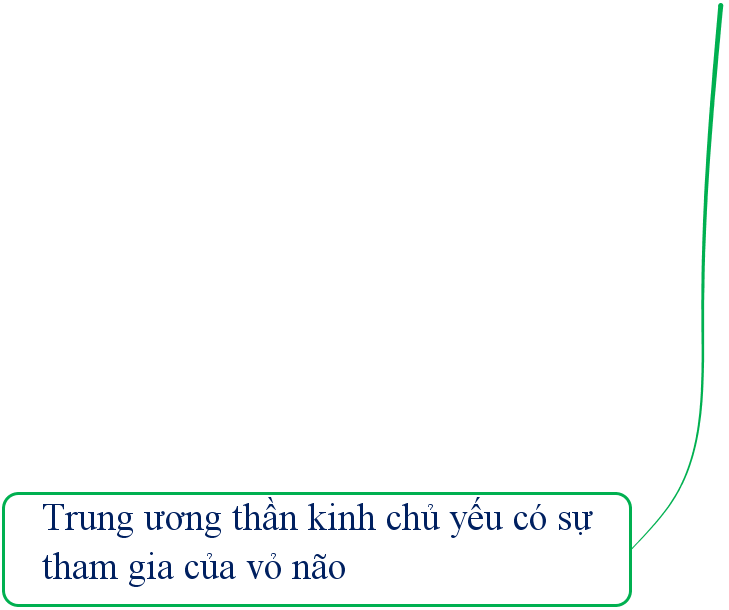 Trung ương thần kinh chủ yếu có sự
tham gia của vỏ não